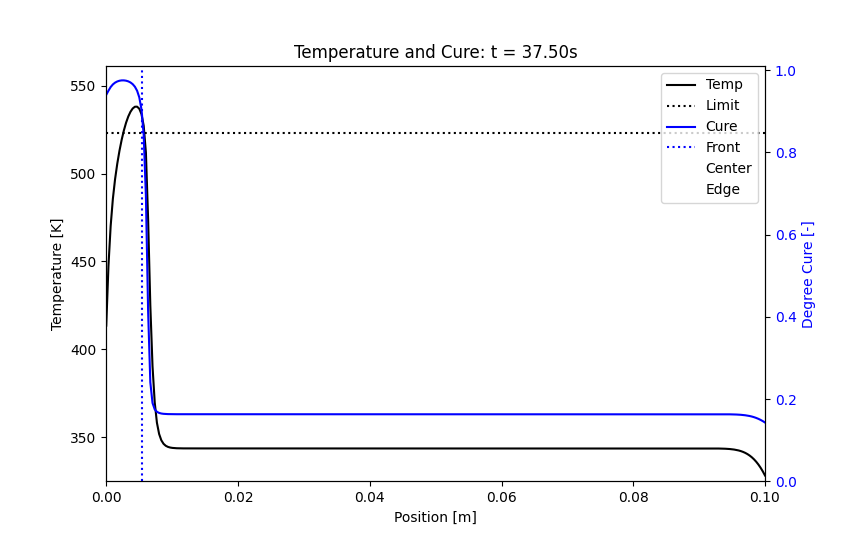 Temperature and Cure: t = 37.50s
550
500
450
400
350
Temperature [K]
1.0
0.8
0.6
0.4
0.2
0.0
Degree Cure [-]
Temp
Limit
Cure
Front
Center
Edge
0.00 0.02 0.04 0.06 0.08 0.10
Position [m]